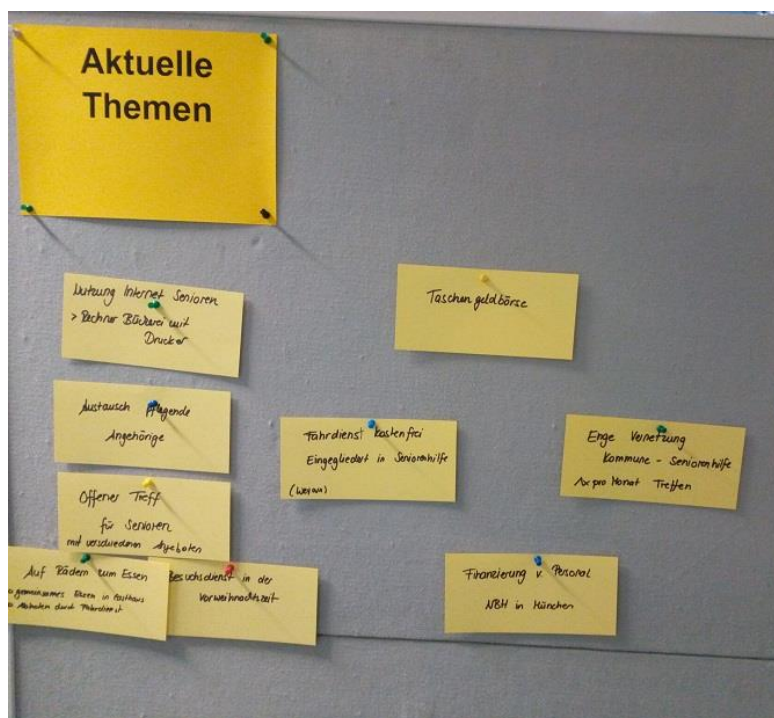 Aktuelle
Themen
Nutzung Internet Senioren
> Rechner Bücherei mit
Drucker
Taschengeldbörse
Austausch pflegende
Angehörige
Fahrdienst kostenfrei
Eingegliedert in Seniorenhilfe
(Weyarn)
Enge Vernetzung
Kommune - Seniorenhilfe
1x pro Monat Treffen
Offener Treff
für Senioren
mit verschiedenen Angeboten
Auf Rädern zum Essen
gemeinsames Essen in
Abholen durch Fahrdienst
Besuchsdienst in der
Vorweihnachtszeit
Finanzierung v. Personal
NBH in München